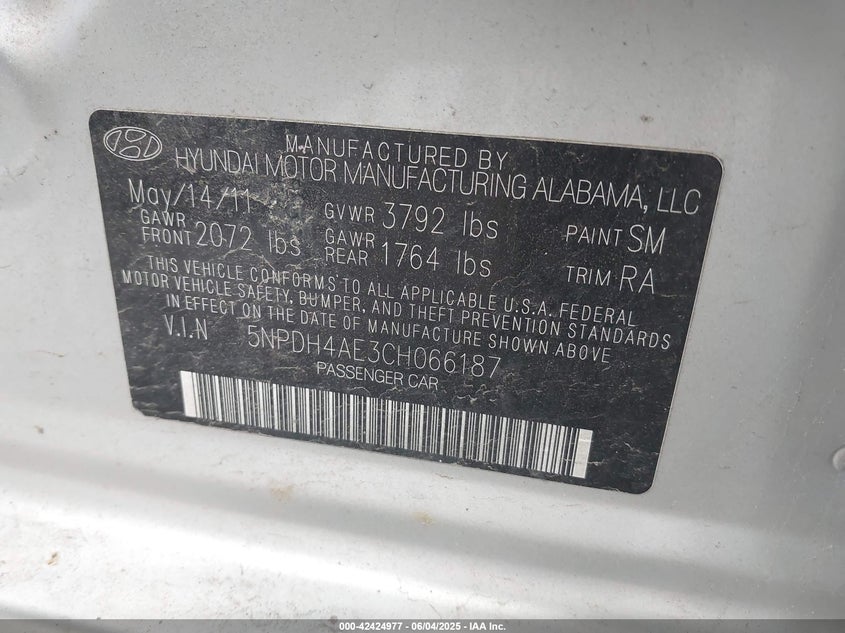 MANUFACTURED BY
HYUNDAI MOTOR MANUFACTURING ALABAMA, LLC
May/14/11 GVWR 3792 lbs PAINT SM
GAWR FRONT 2072 lbs GAWR REAR 1764 lbs TRIM RA
THIS VEHICLE CONFORMS TO ALL APPLICABLE U.S.A. FEDERAL
MOTOR VEHICLE SAFETY, BUMPER, AND THEFT PREVENTION STANDARDS
IN EFFECT ON THE DATE OF MANUFACTURE SHOWN ABOVE
V.I.N 5NPDH4AE3CH066187
PASSENGER CAR
000-42424977 - 06/04/2025 - IAA Inc.